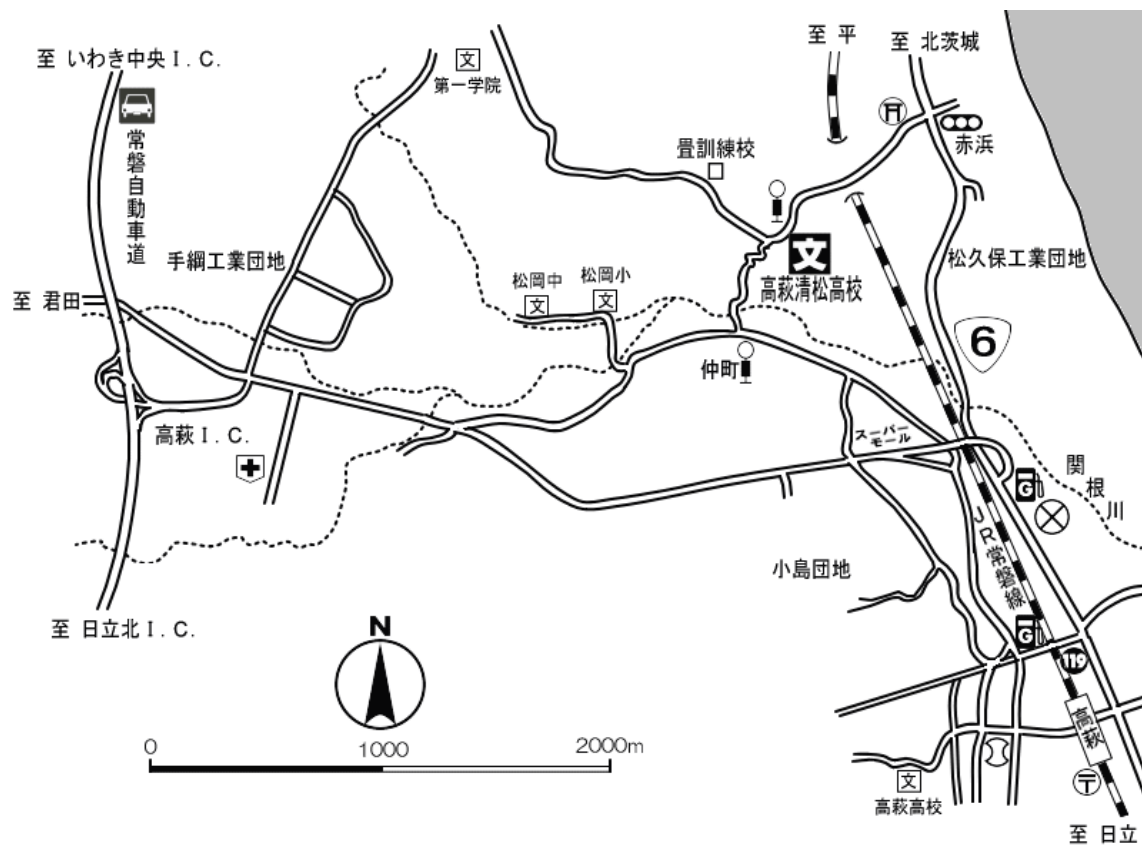 至 平
至 北茨城
至 いわき中央Ｉ．Ｃ．
文
第一学院
赤浜
常磐自動車道
畳訓練校
手綱工業団地
文
高萩清松高校
松久保工業団地
松岡中
文
松岡小
文
至 君田
6
仲町
高萩Ｉ．Ｃ．
スーパー
モール
関根川
G
JR常磐線
小島団地
至 日立北Ｉ．Ｃ．
N
G
119
0
1000
2000m
高萩
文
高萩高校
〒
至 日立